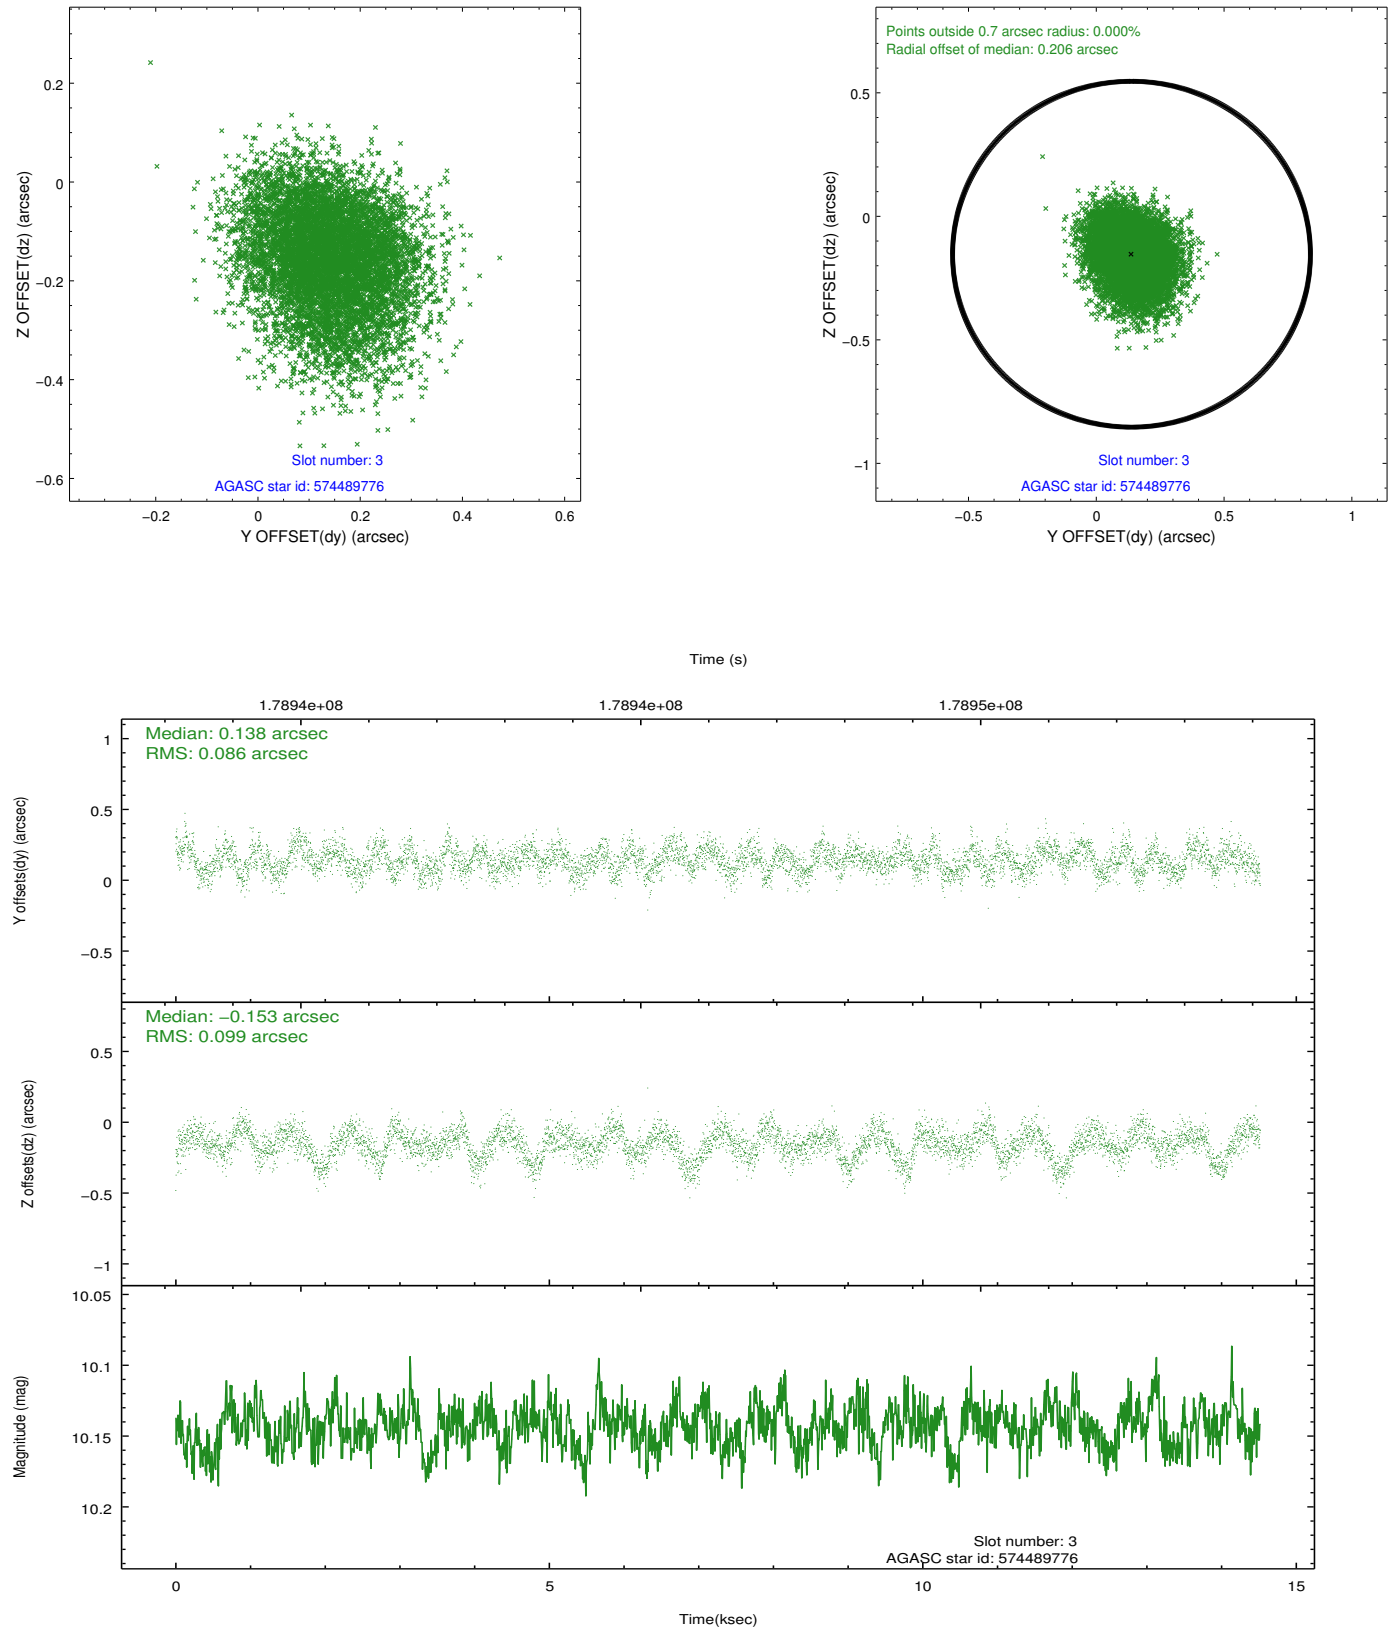 0.2
0
−0.2
−0.4
−0.6
Z OFFSET(dz) (arcsec)
Slot number: 3
AGASC star id: 574489776
−0.2
0
0.2
0.4
0.6
Y OFFSET(dy) (arcsec)
Points outside 0.7 arcsec radius: 0.000%
Radial offset of median: 0.206 arcsec
0.5
0
−0.5
−1
Z OFFSET(dz) (arcsec)
Slot number: 3
AGASC star id: 574489776
−0.5
0
0.5
1
Y OFFSET(dy) (arcsec)
Time (s)
1.7894e+08
1.7894e+08
1.7895e+08
Median: 0.138 arcsec
RMS: 0.086 arcsec
1
0.5
0
−0.5
Y offsets(dy) (arcsec)
Median: −0.153 arcsec
RMS: 0.099 arcsec
0.5
0
−0.5
−1
Z offsets(dz) (arcsec)
10.05
10.1
10.15
10.2
Magnitude (mag)
Slot number: 3
AGASC star id: 574489776
0
5
10
15
Time(ksec)